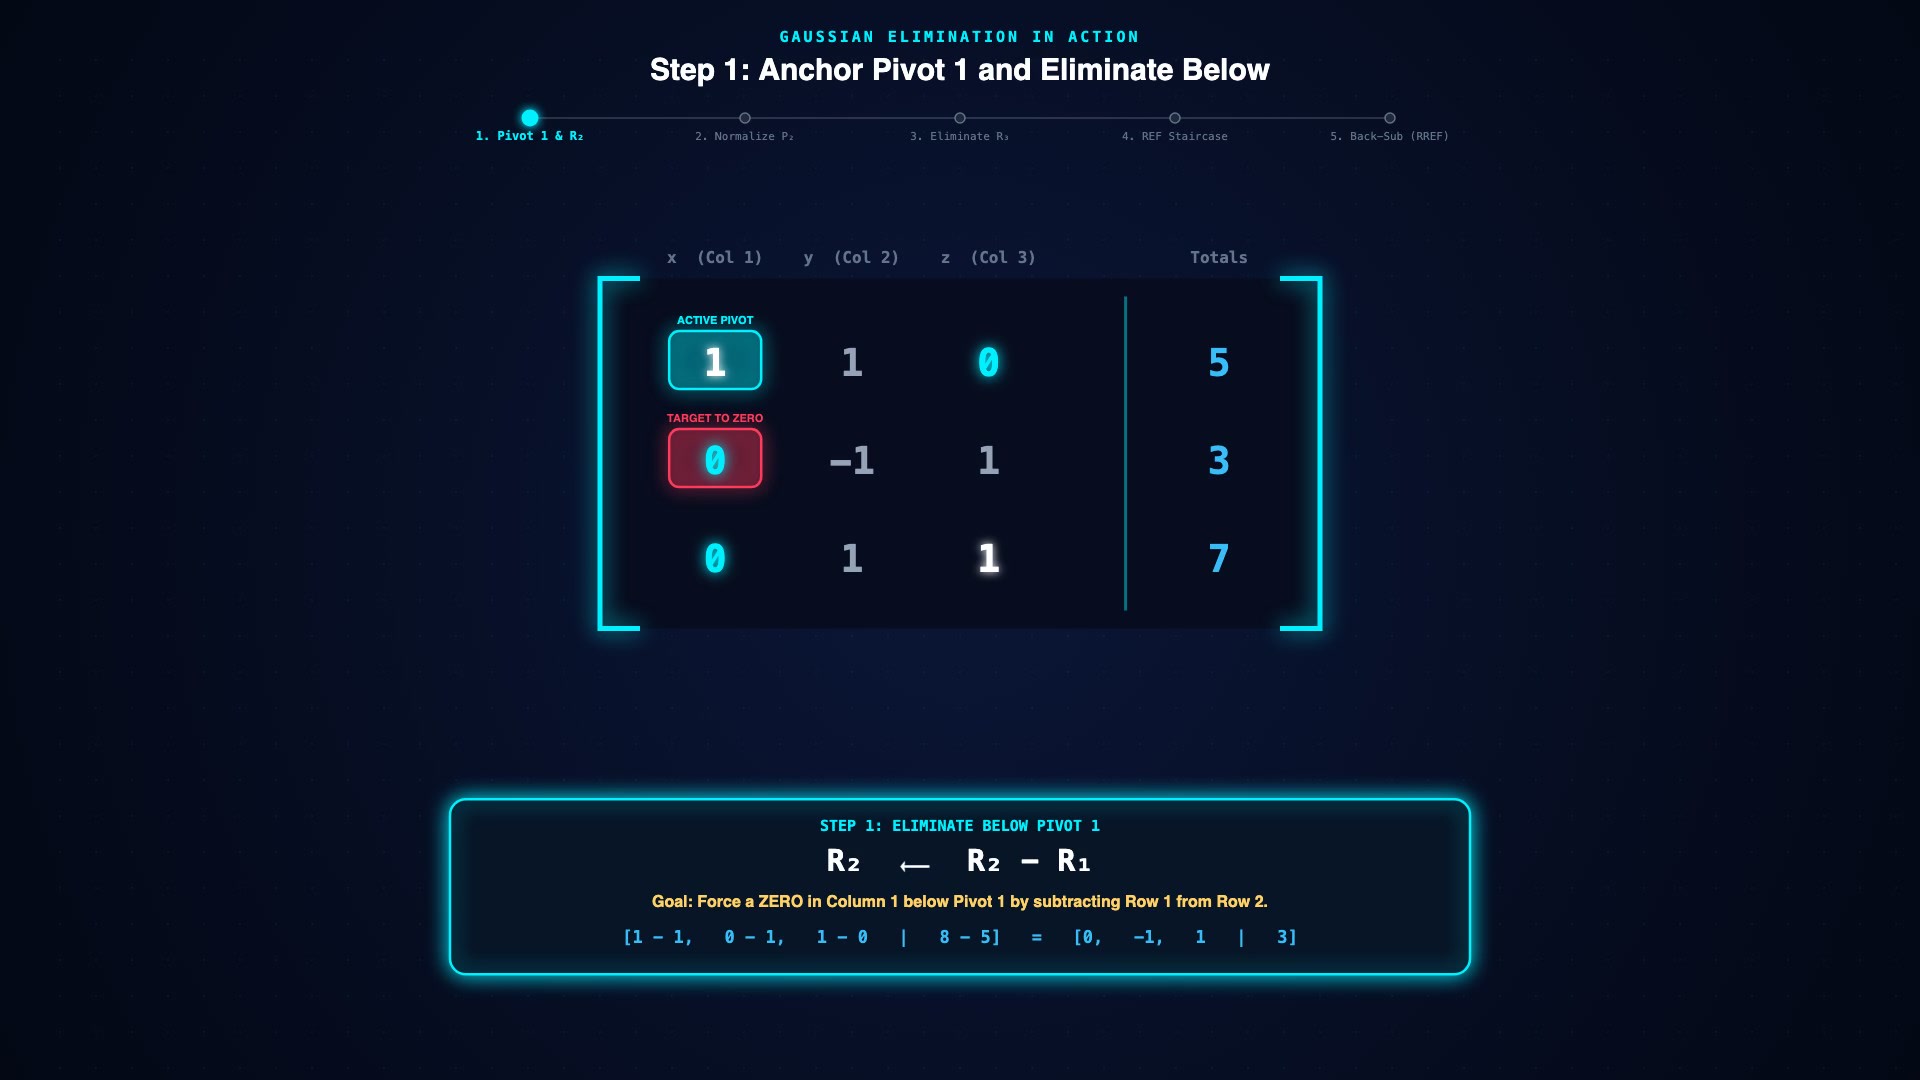 GAUSSIAN ELIMINATION IN ACTION
Step 1: Anchor Pivot 1 and Eliminate Below
1. Pivot 1 & R₂ 2. Normalize P₂ 3. Eliminate R₃ 4. REF Staircase 5. Back−Sub (RREF)
x (Col 1) y (Col 2) z (Col 3) Totals
ACTIVE PIVOT
1 1 0 5
TARGET TO ZERO
0 −1 1 3
0 1 1 7
STEP 1: ELIMINATE BELOW PIVOT 1
R₂ ⟵ R₂ − R₁
Goal: Force a ZERO in Column 1 below Pivot 1 by subtracting Row 1 from Row 2.
[1 − 1, 0 − 1, 1 − 0 | 8 − 5] = [0, −1, 1 | 3]